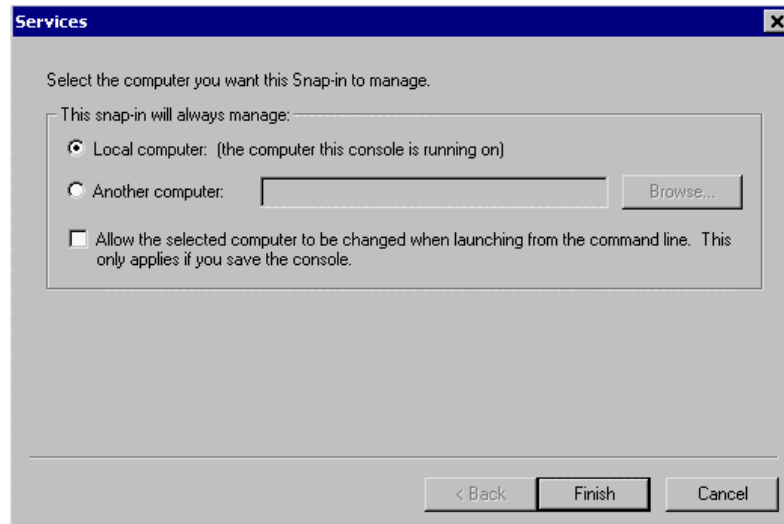 Services
Select the computer you want this Snap-in to manage.
This snap-in will always manage:
Local computer: (the computer this console is running on)
Another computer:
Browse...
Allow the selected computer to be changed when launching from the command line. This
only applies if you save the console.
< Back
Finish
Cancel